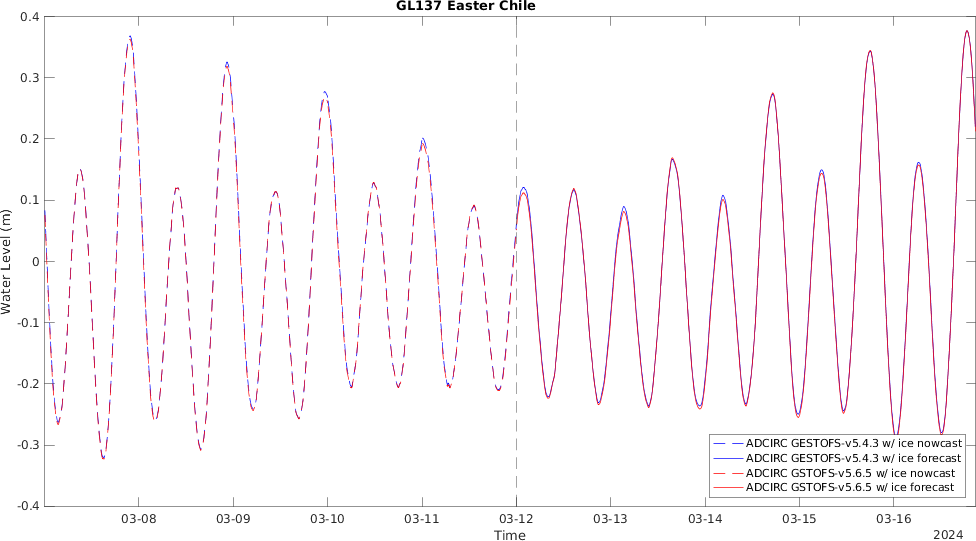 GL137 Easter Chile
0.4
0.3
0.2
0.1
0
-0.1
-0.2
-0.3
-0.4
Water Level (m)
ADCIRC GESTOFS-v5.4.3 w/ ice nowcast
ADCIRC GESTOFS-v5.4.3 w/ ice forecast
ADCIRC GSTOFS-v5.6.5 w/ ice nowcast
ADCIRC GSTOFS-v5.6.5 w/ ice forecast
03-08 03-09 03-10 03-11 03-12 03-13 03-14 03-15 03-16
Time
2024